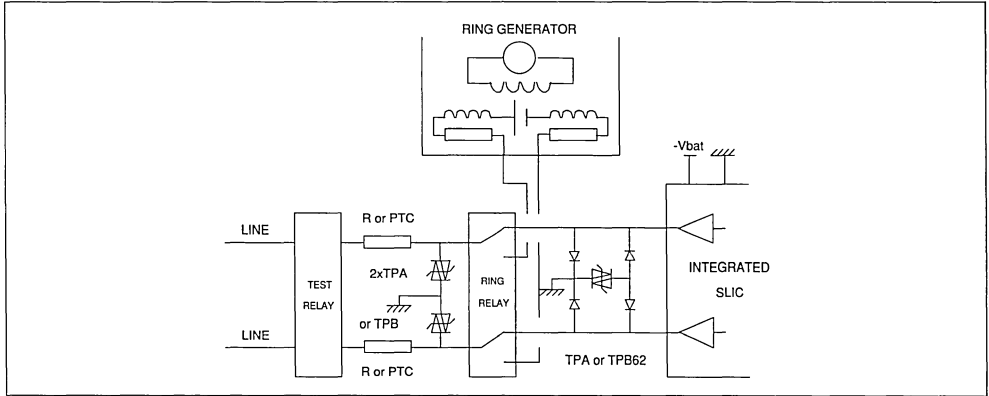 RING GENERATOR
-Vbat
R or PTC
LINE
TEST
RELAY
2xTPA
or TPB
RING
RELAY
INTEGRATED
SLIC
LINE
R or PTC
TPA or TPB62